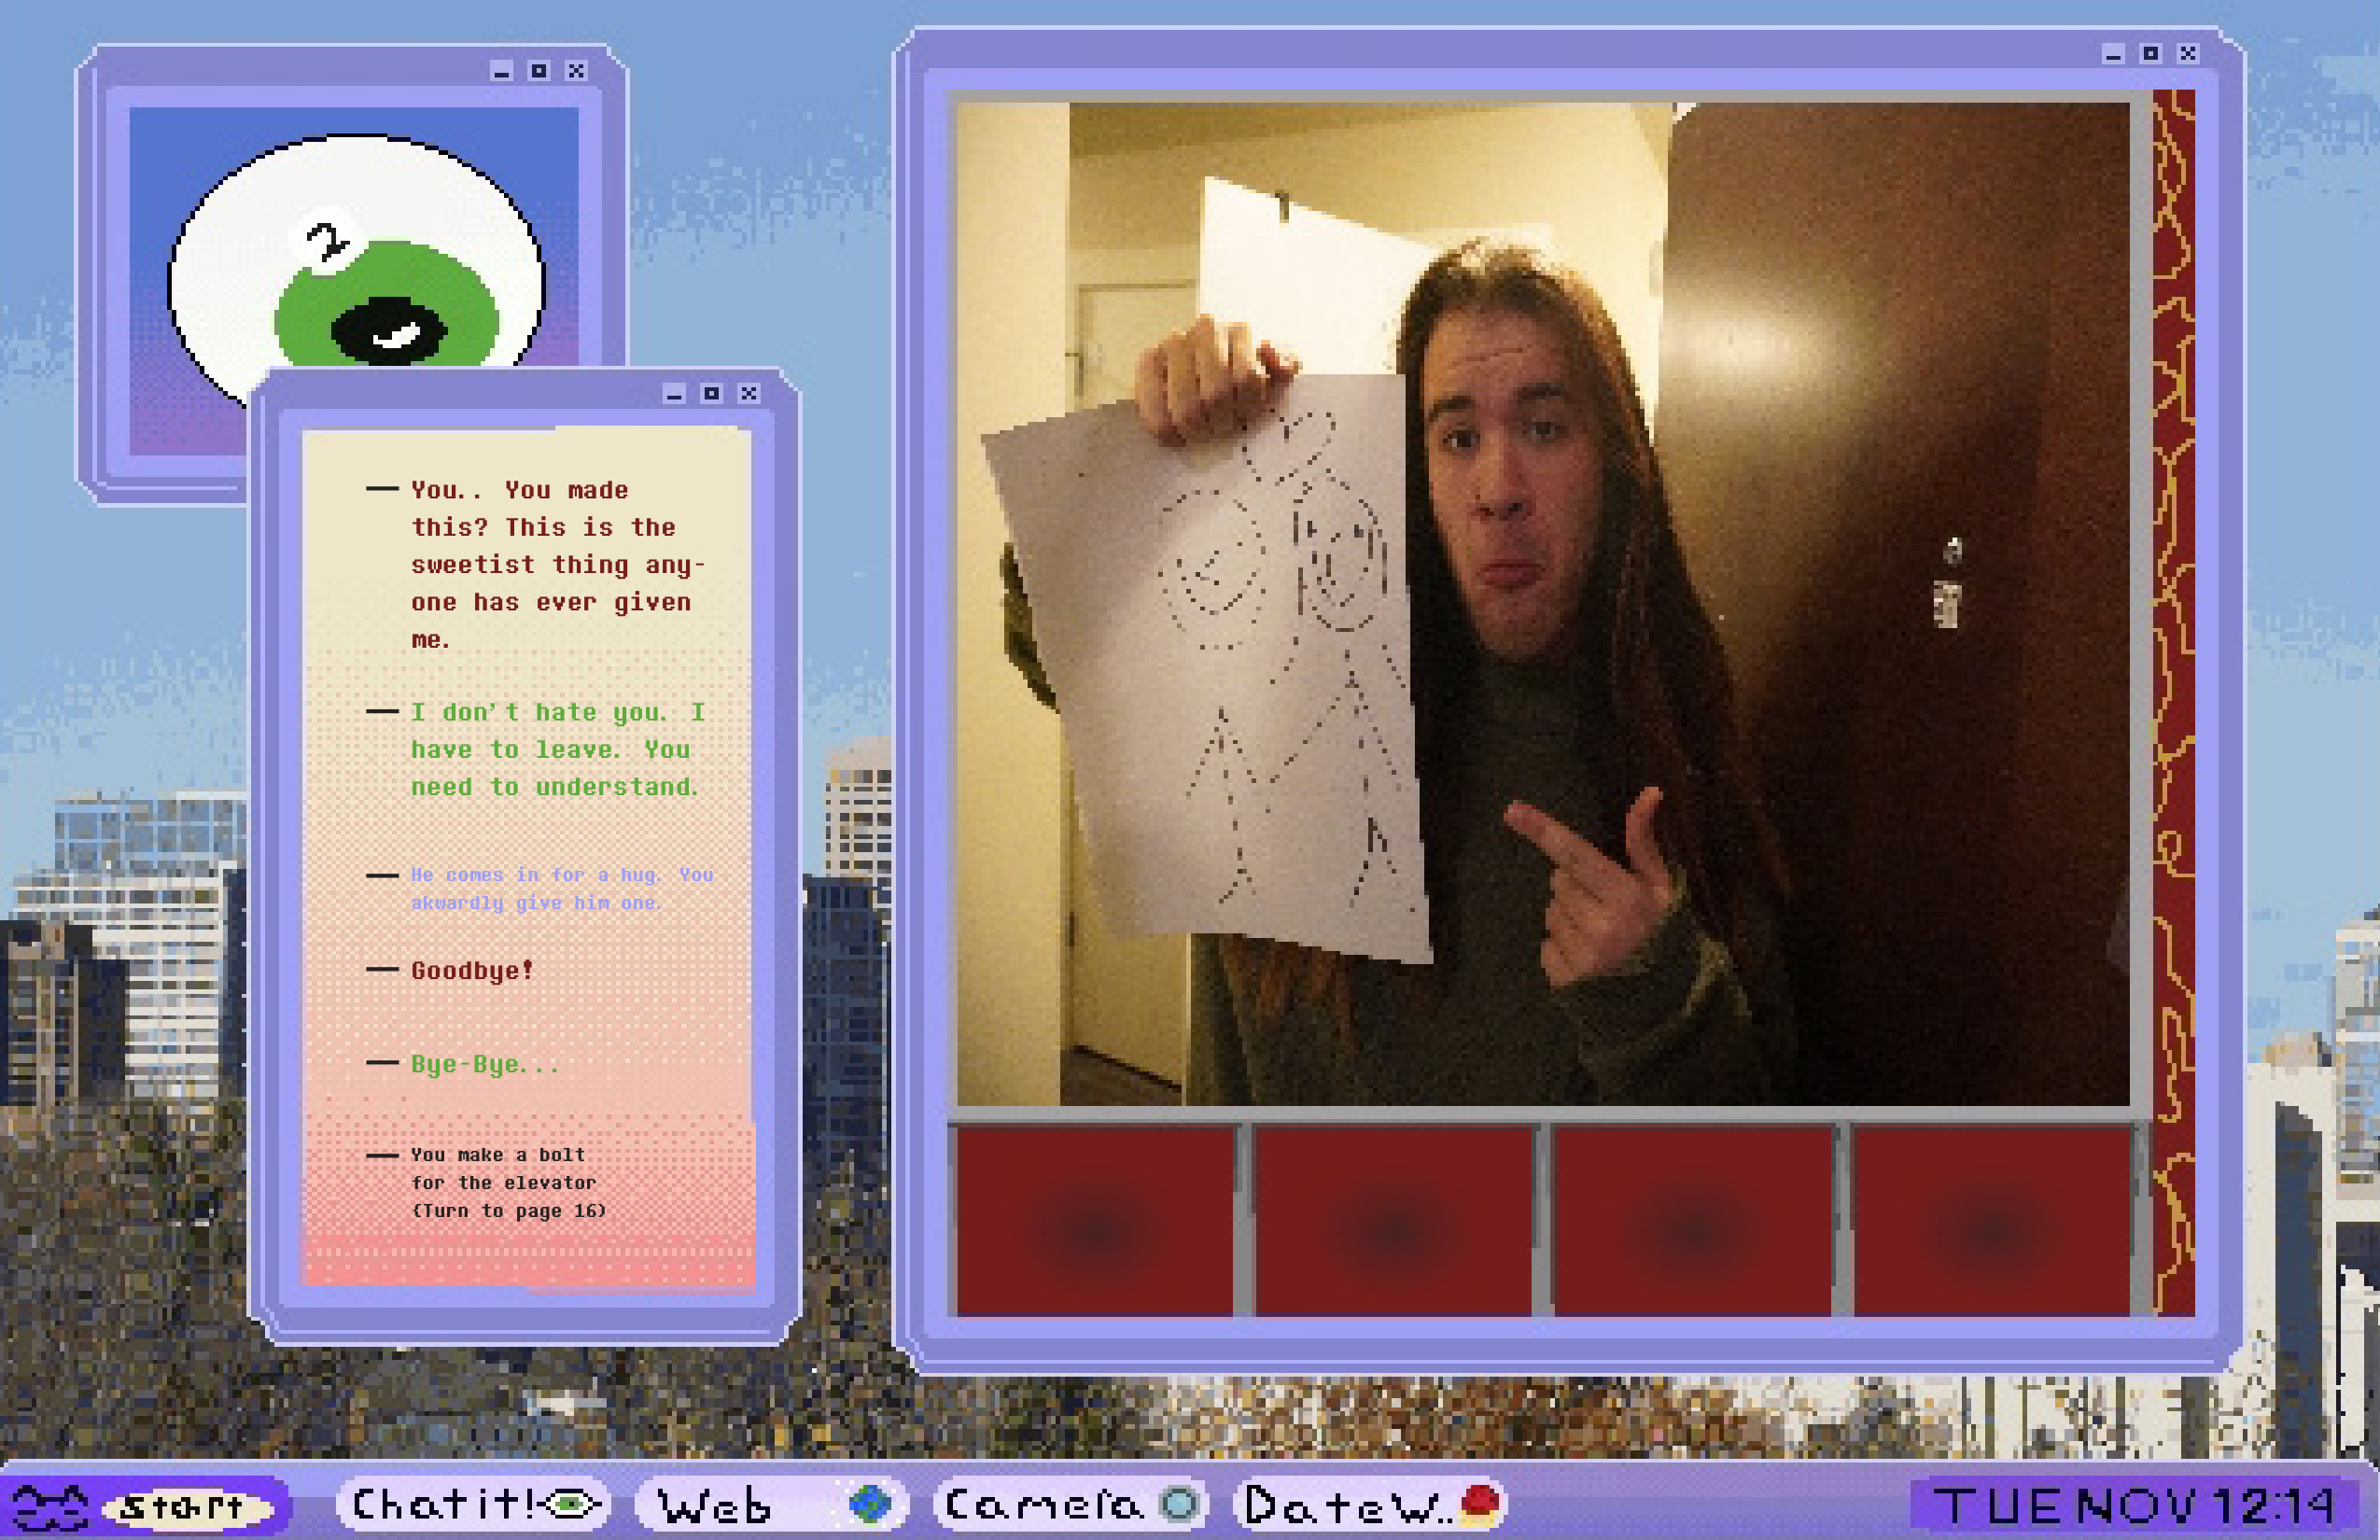 2
— You.. You made
this? This is the
sweetist thing any-
one has ever given
me.
— I don't hate you. I
have to leave. You
need to understand.
— He comes in for a hug. You
akwardly give him one.
— Goodbye!
— Bye-Bye...
— You make a bolt
for the elevator
(Turn to page 16)
start
Chatit!
Web
Camera
DateW..
TUE NOV 12:14